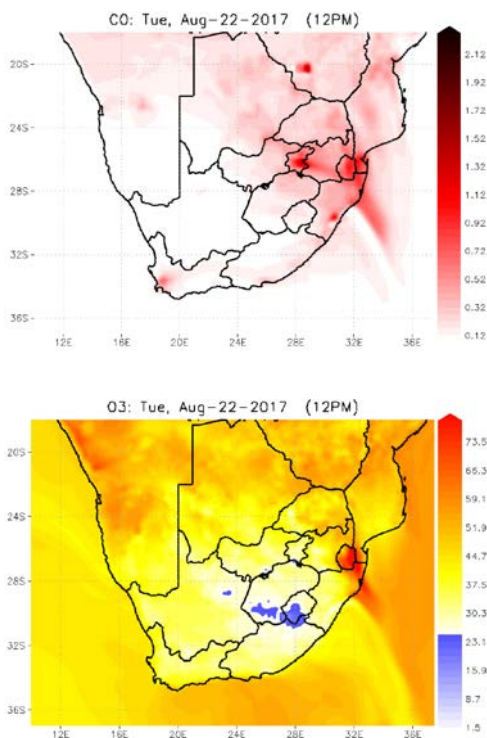 CO: Tue, Aug-22-2017 (12PM)
20S
24S
28S
32S
36S
12E 16E 20E 24E 28E 32E 36E
2.12
1.92
1.72
1.52
1.32
1.12
0.92
0.72
0.52
0.32
0.12
O3: Tue, Aug-22-2017 (12PM)
20S
24S
28S
32S
36S
12E 16E 20E 24E 28E 32E 36E
73.5
66.3
59.1
51.9
44.7
37.5
30.3
23.1
15.9
8.7
1.5